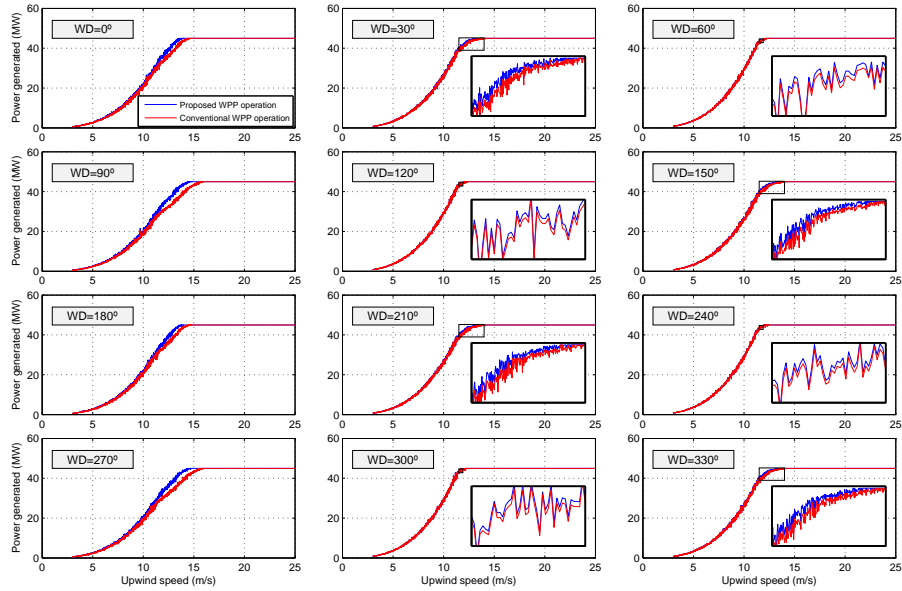 Power generated (MW)
60
40
20
0
WD=0º
Proposed WPP operation
Conventional WPP operation
0 5 10 15 20 25
60
40
20
0
WD=30º
0 5 10 15 20 25
60
40
20
0
WD=60º
0 5 10 15 20 25
Power generated (MW)
60
40
20
0
WD=90º
0 5 10 15 20 25
60
40
20
0
WD=120º
0 5 10 15 20 25
60
40
20
0
WD=150º
0 5 10 15 20 25
Power generated (MW)
60
40
20
0
WD=180º
0 5 10 15 20 25
60
40
20
0
WD=210º
0 5 10 15 20 25
60
40
20
0
WD=240º
0 5 10 15 20 25
Power generated (MW)
60
40
20
0
WD=270º
0 5 10 15 20 25
Upwind speed (m/s)
60
40
20
0
WD=300º
0 5 10 15 20 25
Upwind speed (m/s)
60
40
20
0
WD=330º
0 5 10 15 20 25
Upwind speed (m/s)